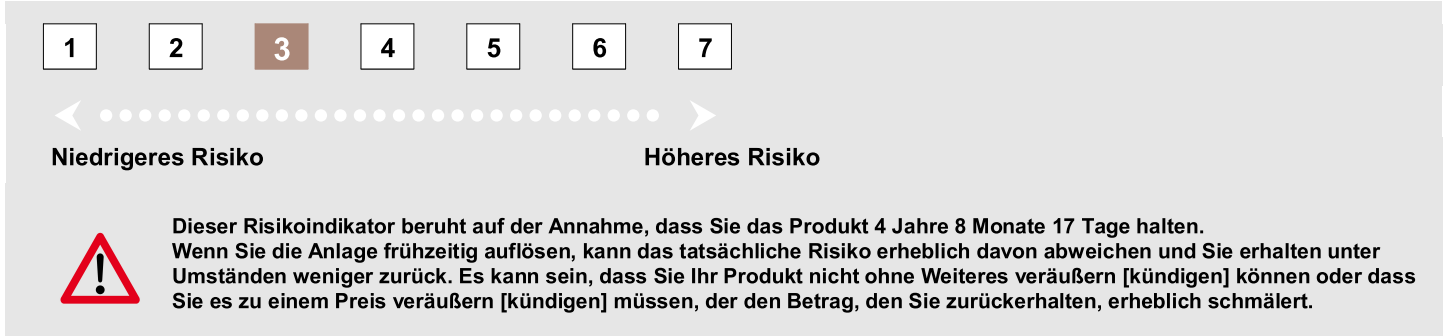 1 2 3 4 5 6 7
Niedrigeres Risiko Höheres Risiko
Dieser Risikoindikator beruht auf der Annahme, dass Sie das Produkt 4 Jahre 8 Monate 17 Tage halten.
Wenn Sie die Anlage frühzeitig auflösen, kann das tatsächliche Risiko erheblich davon abweichen und Sie erhalten unter
Umständen weniger zurück. Es kann sein, dass Sie Ihr Produkt nicht ohne Weiteres veräußern [kündigen] können oder dass
Sie es zu einem Preis veräußern [kündigen] müssen, der den Betrag, den Sie zurückerhalten, erheblich schmälert.